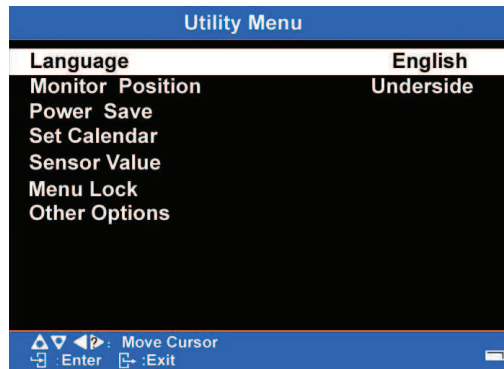 Utility Menu
Language English
Monitor Position Underside
Power Save
Set Calendar
Sensor Value
Menu Lock
Other Options
?: Move Cursor
:Enter :Exit